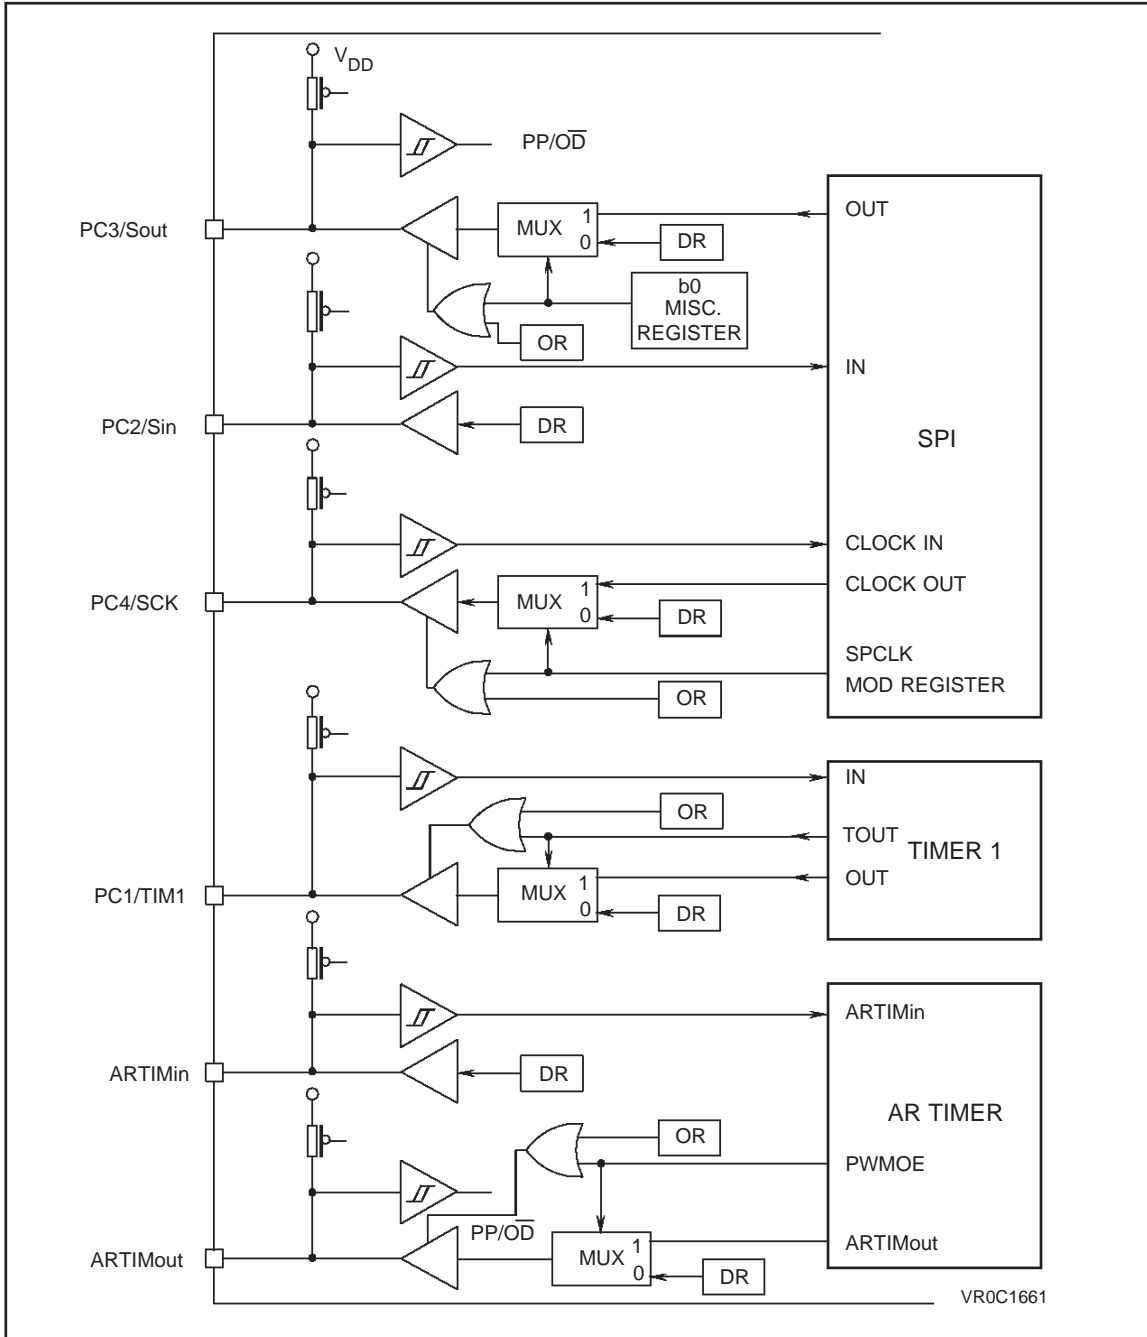 VDD
PP/OD̅
OUT
PC3/Sout
MUX
1
0
DR
b0
MISC.
REGISTER
OR
IN
PC2/Sin
DR
SPI
CLOCK IN
CLOCK OUT
PC4/SCK
MUX
1
0
DR
SPCLK
MOD REGISTER
OR
IN
OR
TOUT
TIMER 1
OUT
PC1/TIM1
MUX
1
0
DR
ARTIMin
ARTIMin
DR
AR TIMER
OR
PWMOE
PP/OD̅
ARTIMout
MUX
1
0
ARTIMout
DR
VR0C1661